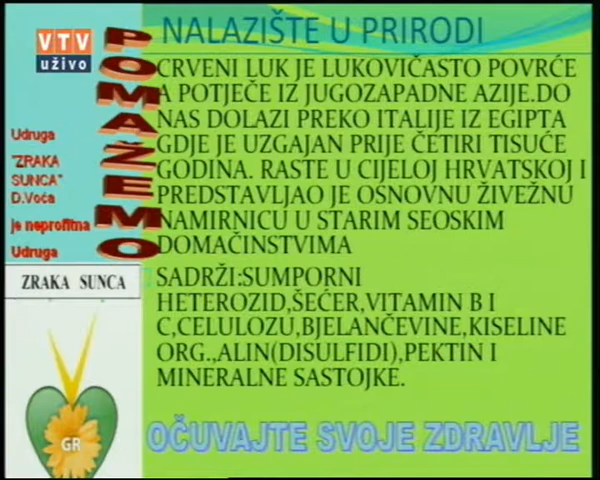 VTV
uživo
POMAŽEMO
Udruga
"ZRAKA
SUNCA"
D.Voća
je neprofitna
Udruga
ZRAKA SUNCA
GR
NALAZIŠTE U PRIRODI
CRVENI LUK JE LUKOVIČASTO POVRĆE
A POTJEČE IZ JUGOZAPADNE AZIJE.DO
NAS DOLAZI PREKO ITALIJE IZ EGIPTA
GDJE JE UZGAJAN PRIJE ČETIRI TISUĆE
GODINA. RASTE U CIJELOJ HRVATSKOJ I
PREDSTAVLJAO JE OSNOVNU ŽIVEŽNU
NAMIRNICU U STARIM SEOSKIM
DOMAČINSTVIMA
SADRŽI:SUMPORNI
HETEROZID,ŠEĆER,VITAMIN B I
C,CELULOZU,BJELANČEVINE,KISELINE
ORG.,ALIN(DISULFIDI),PEKTIN I
MINERALNE SASTOJKE.
OČUVAJTE SVOJE ZDRAVLJE